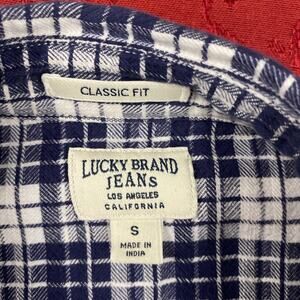 CLASSIC FIT
LUCKY BRAND
JEANS
LOS ANGELES
CALIFORNIA
S
MADE IN
INDIA